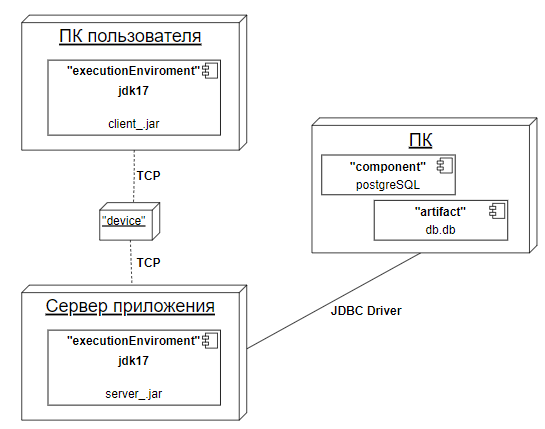 ПК пользователя
"executionEnviroment"
jdk17
client_.jar
TCP
"device"
TCP
Сервер приложения
"executionEnviroment"
jdk17
server_.jar
ПК
"component"
postgreSQL
"artifact"
db.db
JDBC Driver